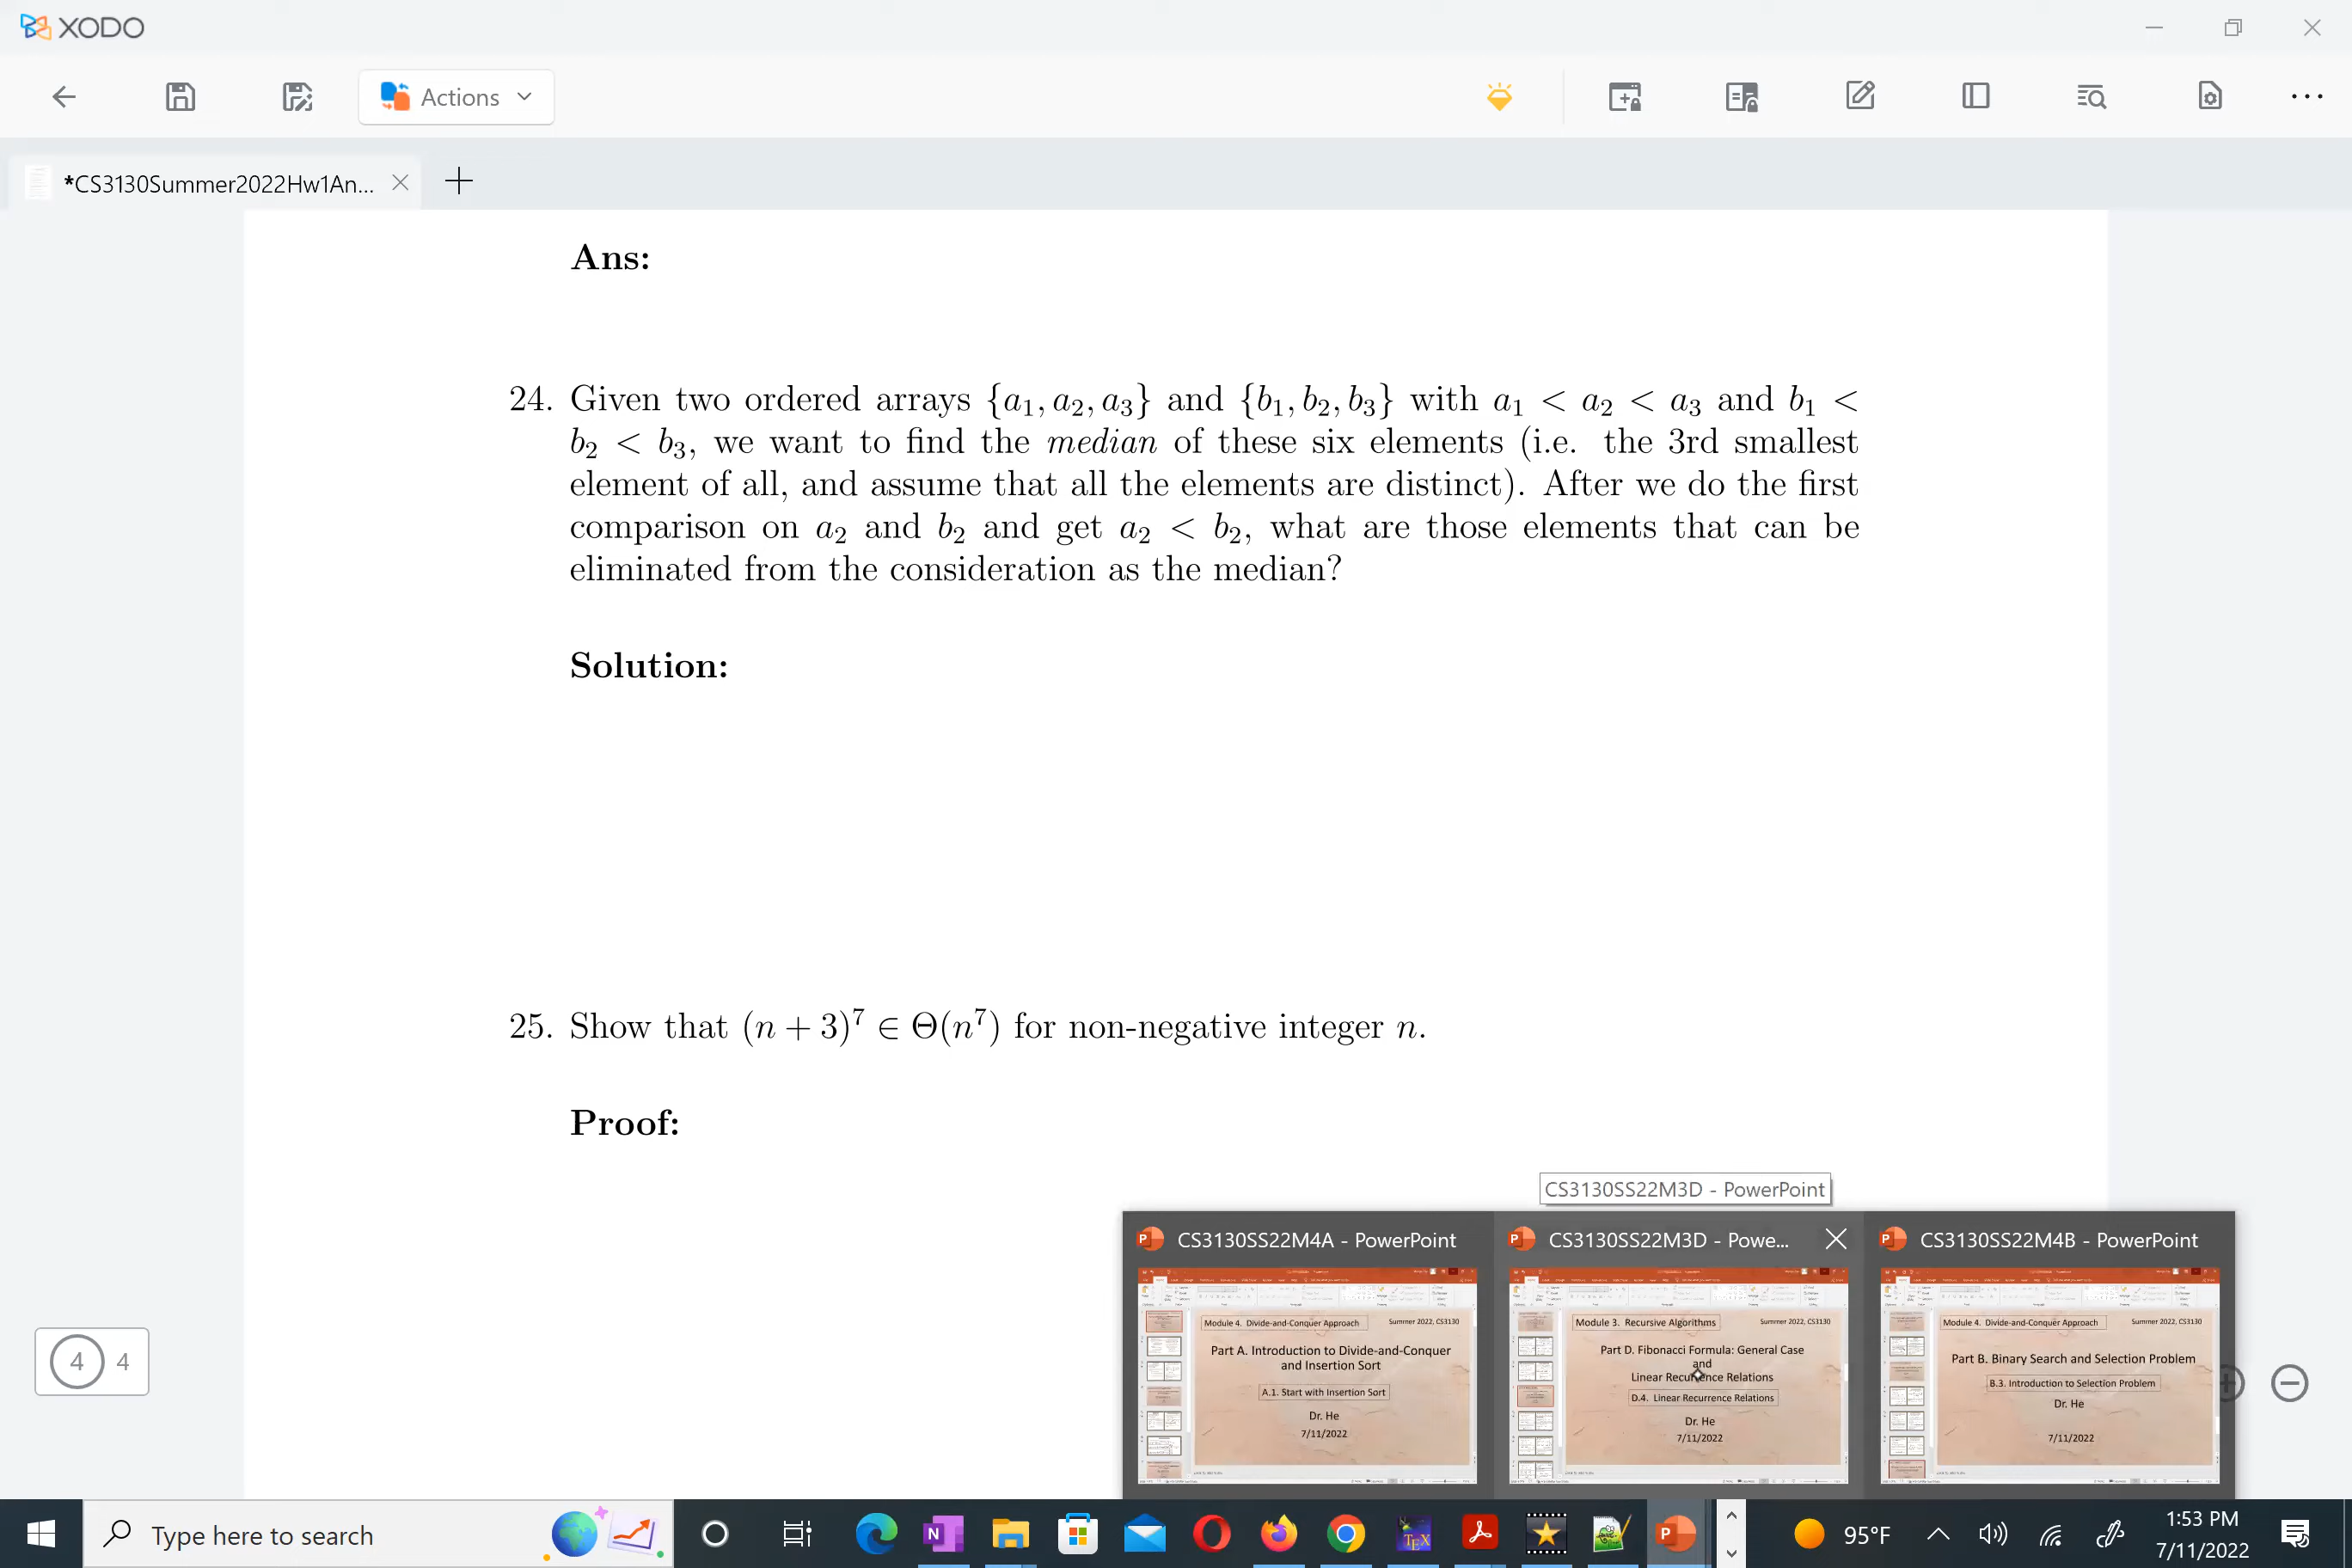 XODO
Actions
*CS3130Summer2022Hw1An...
Ans:
24. Given two ordered arrays {a₁, a₂, a₃} and {b₁, b₂, b₃} with a₁ < a₂ < a₃ and b₁ <
b₂ < b₃, we want to find the median of these six elements (i.e. the 3rd smallest
element of all, and assume that all the elements are distinct). After we do the first
comparison on a₂ and b₂ and get a₂ < b₂, what are those elements that can be
eliminated from the consideration as the median?
Solution:
25. Show that (n + 3)⁷ ∈ Θ(n⁷) for non-negative integer n.
Proof:
CS3130SS22M3D - PowerPoint
CS3130SS22M4A - PowerPoint
Module 4. Divide-and-Conquer Approach
Summer 2022, CS3130
Part A. Introduction to Divide-and-Conquer
and Insertion Sort
A.1. Start with Insertion Sort
Dr. He
7/11/2022
CS3130SS22M3D - Powe...
Module 3. Recursive Algorithms
Summer 2022, CS3130
Part D. Fibonacci Formula: General Case
and
Linear Recurrence Relations
D.4. Linear Recurrence Relations
Dr. He
7/11/2022
CS3130SS22M4B - PowerPoint
Module 4. Divide-and-Conquer Approach
Summer 2022, CS3130
Part B. Binary Search and Selection Problem
B.3. Introduction to Selection Problem
Dr. He
7/11/2022
4 4
Type here to search
95°F
1:53 PM
7/11/2022